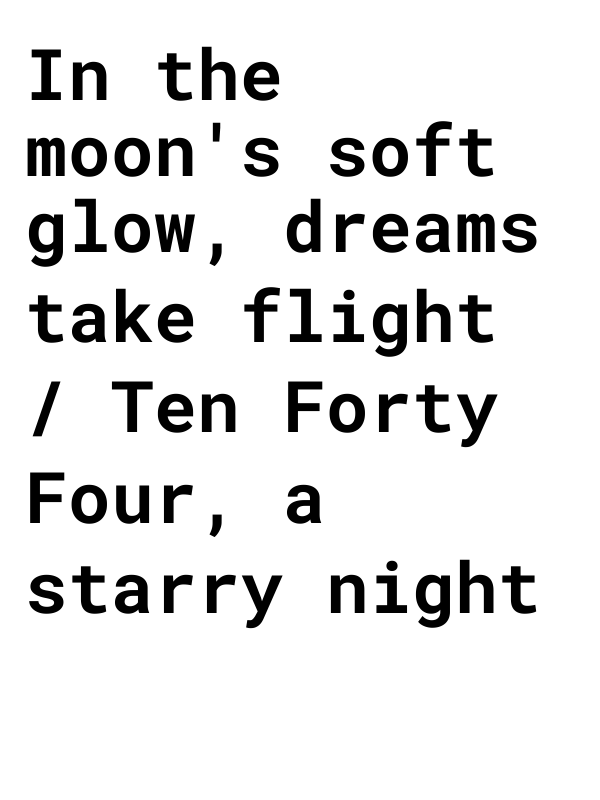 In the
moon's soft
glow, dreams
take flight
/ Ten Forty
Four, a
starry night